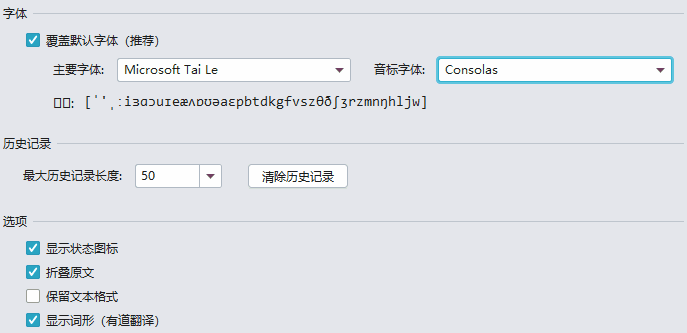 字体
覆盖默认字体（推荐）
主要字体: Microsoft Tai Le 音标字体: Consolas
□□: [ˈ'ˌːiɜɑɔuɪeæʌɒʊəaɛpbtdkgfvszθðʃʒrzmnŋhljw]
历史记录
最大历史记录长度: 50 清除历史记录
选项
显示状态图标
折叠原文
保留文本格式
显示词形（有道翻译）